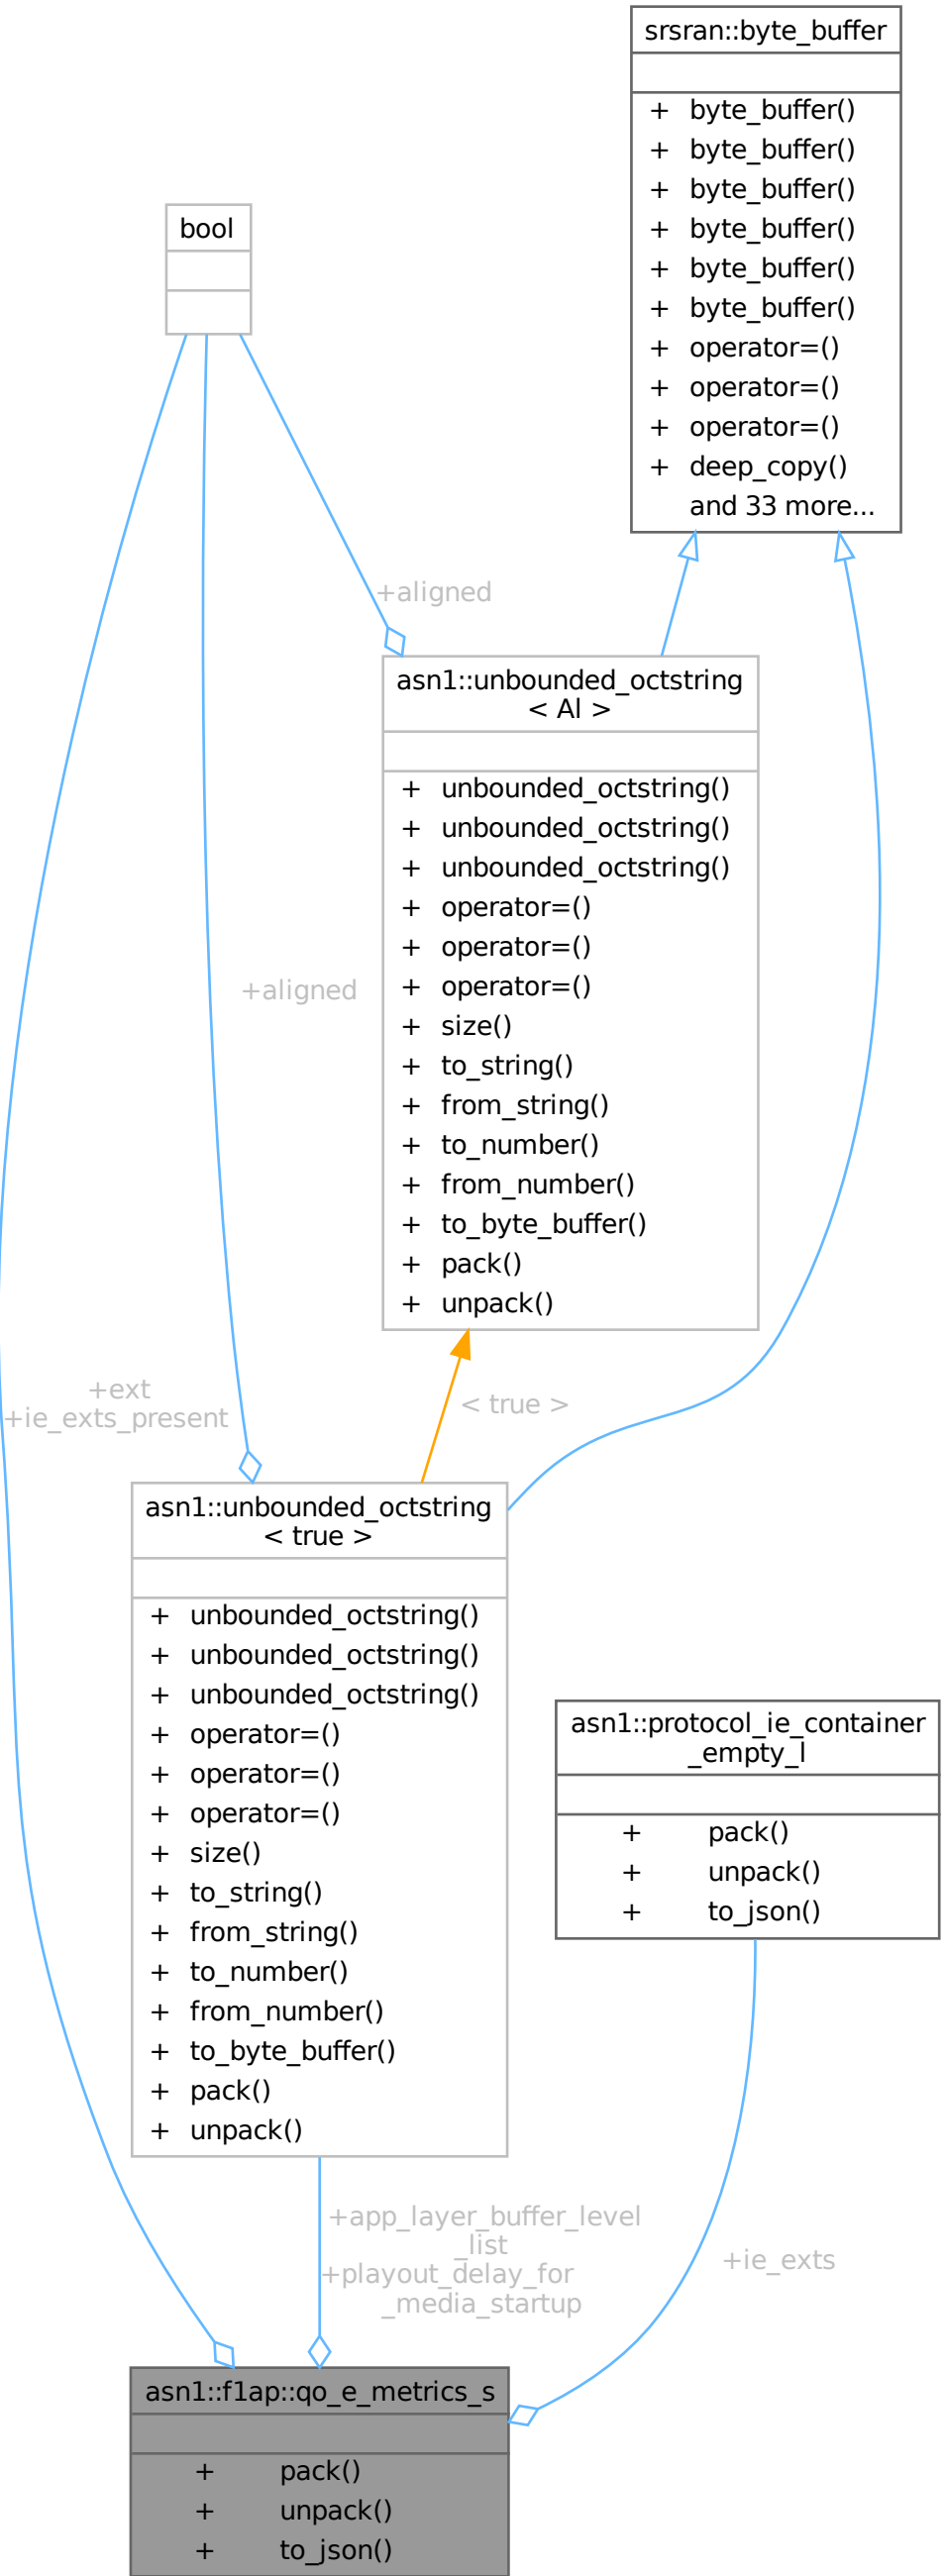 srsran::byte_buffer
+ byte_buffer()
+ byte_buffer()
+ byte_buffer()
+ byte_buffer()
+ byte_buffer()
+ byte_buffer()
+ operator=()
+ operator=()
+ operator=()
+ deep_copy()
and 33 more...
bool
+aligned
asn1::unbounded_octstring
< Al >
+ unbounded_octstring()
+ unbounded_octstring()
+ unbounded_octstring()
+ operator=()
+ operator=()
+ operator=()
+ size()
+ to_string()
+ from_string()
+ to_number()
+ from_number()
+ to_byte_buffer()
+ pack()
+ unpack()
+aligned
+ext
+ie_exts_present
< true >
asn1::unbounded_octstring
< true >
+ unbounded_octstring()
+ unbounded_octstring()
+ unbounded_octstring()
+ operator=()
+ operator=()
+ operator=()
+ size()
+ to_string()
+ from_string()
+ to_number()
+ from_number()
+ to_byte_buffer()
+ pack()
+ unpack()
asn1::protocol_ie_container
_empty_l
+ pack()
+ unpack()
+ to_json()
+app_layer_buffer_level
_list
+playout_delay_for
_media_startup
+ie_exts
asn1::f1ap::qo_e_metrics_s
+ pack()
+ unpack()
+ to_json()